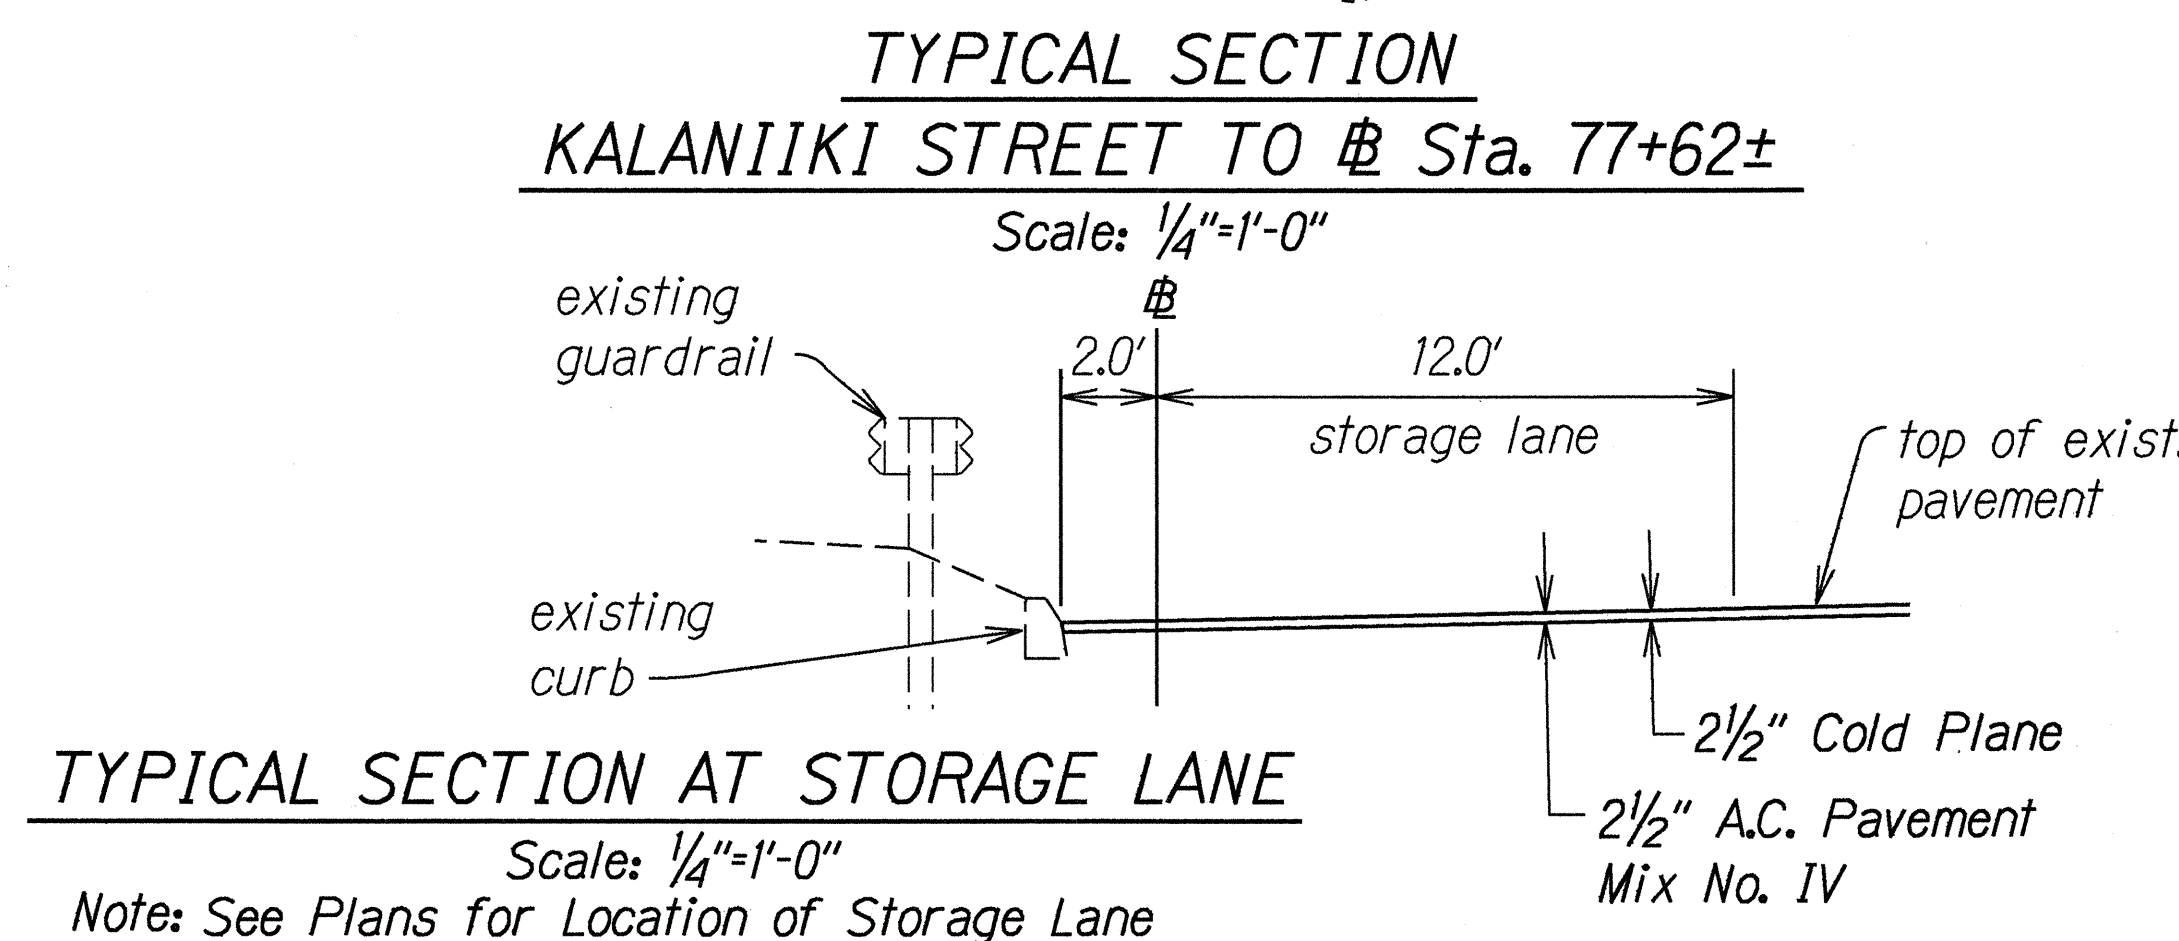 TYPICAL SECTION
KALANIIKI STREET TO BL Sta. 77+62±
Scale: 1/4"=1'-0"
BL
existing
guardrail
2.0'
12.0'
storage lane
top of exist.
pavement
existing
curb
2½" Cold Plane
2½" A.C. Pavement
Mix No. IV
TYPICAL SECTION AT STORAGE LANE
Scale: 1/4"=1'-0"
Note: See Plans for Location of Storage Lane